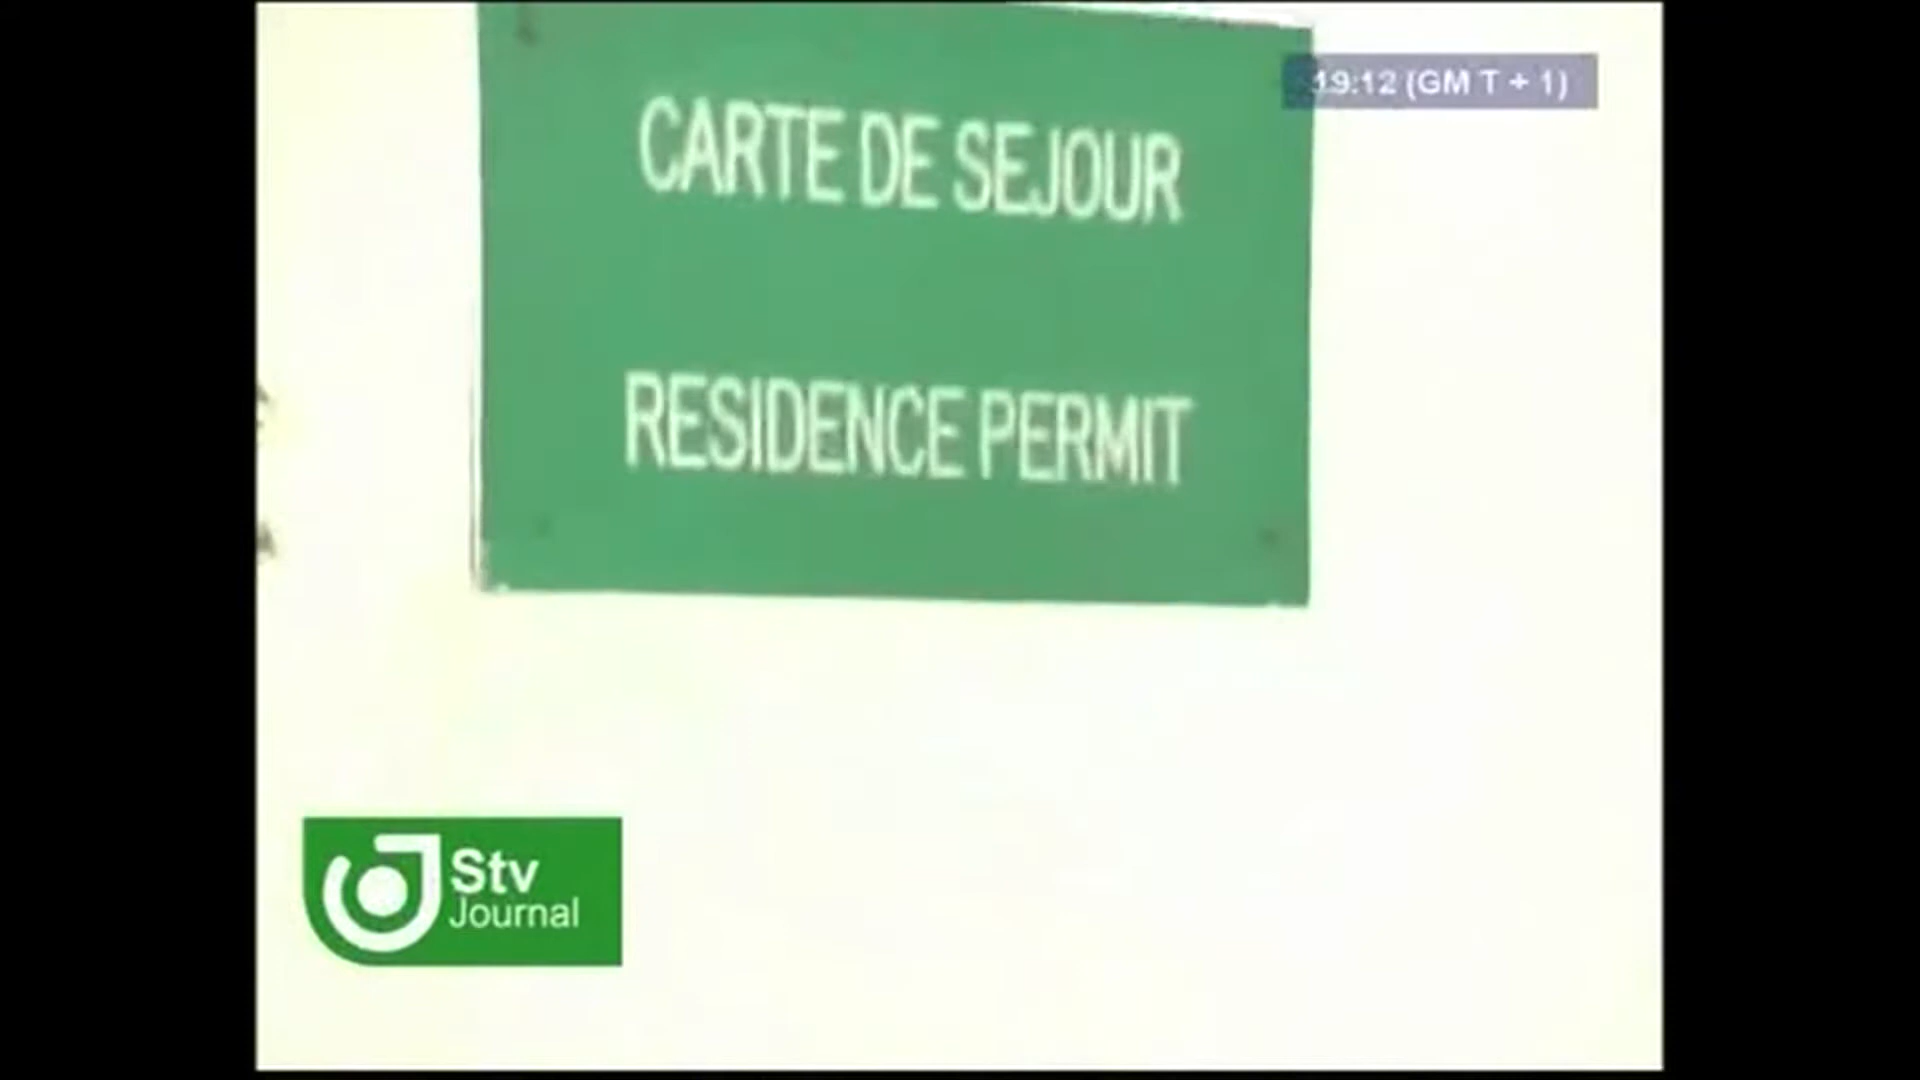 19:12 (GMT + 1)
CARTE DE SEJOUR
RESIDENCE PERMIT
Stv
Journal